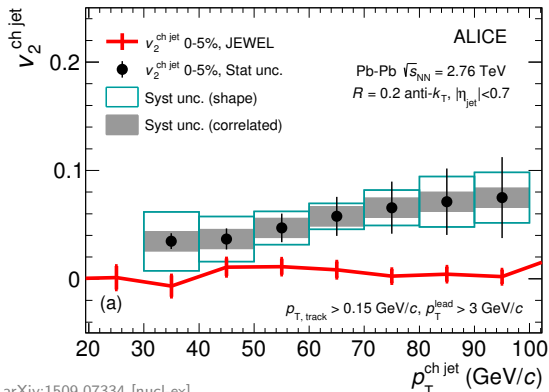 v₂^ch jet
0.2
0.1
0
v₂^ch jet 0-5%, JEWEL
v₂^ch jet 0-5%, Stat unc.
Syst unc. (shape)
Syst unc. (correlated)
ALICE
Pb-Pb √s_NN = 2.76 TeV
R = 0.2 anti-k_T, |η_jet|<0.7
(a)
p_T, track > 0.15 GeV/c, p_T^lead > 3 GeV/c
20 30 40 50 60 70 80 90 100
p_T^ch jet (GeV/c)
arXiv:1509.07334 [nucl-ex]